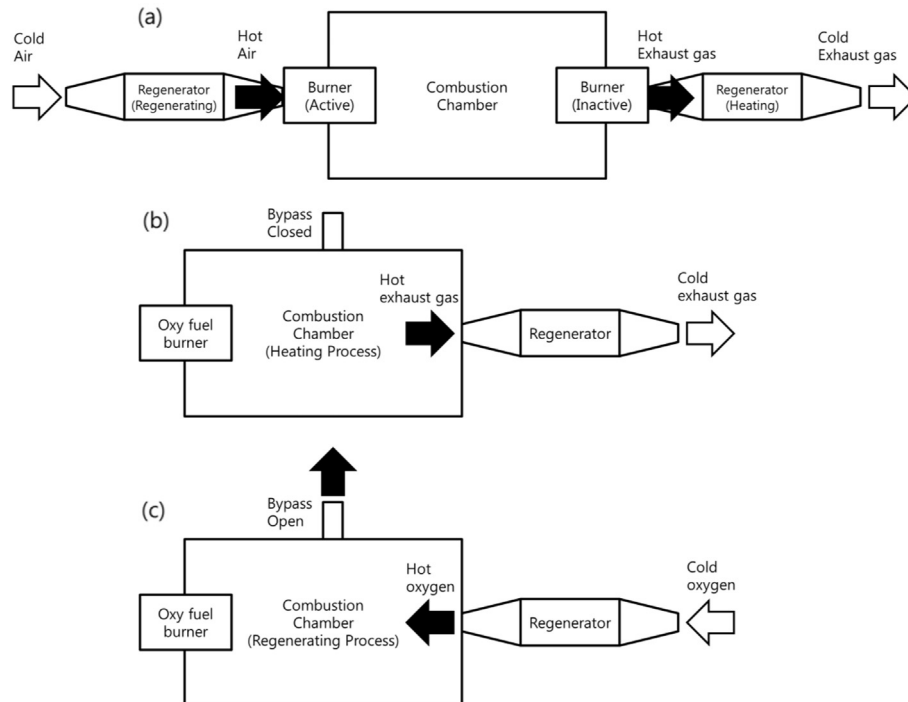 (a)
Cold
Air
Hot
Air
Hot
Exhaust gas
Cold
Exhaust gas
Regenerator
(Regenerating)
Burner
(Active)
Combustion
Chamber
Burner
(Inactive)
Regenerator
(Heating)
(b)
Bypass
Closed
Oxy fuel
burner
Combustion
Chamber
(Heating Process)
Hot
exhaust gas
Regenerator
Cold
exhaust gas
(c)
Bypass
Open
Oxy fuel
burner
Combustion
Chamber
(Regenerating Process)
Hot
oxygen
Regenerator
Cold
oxygen